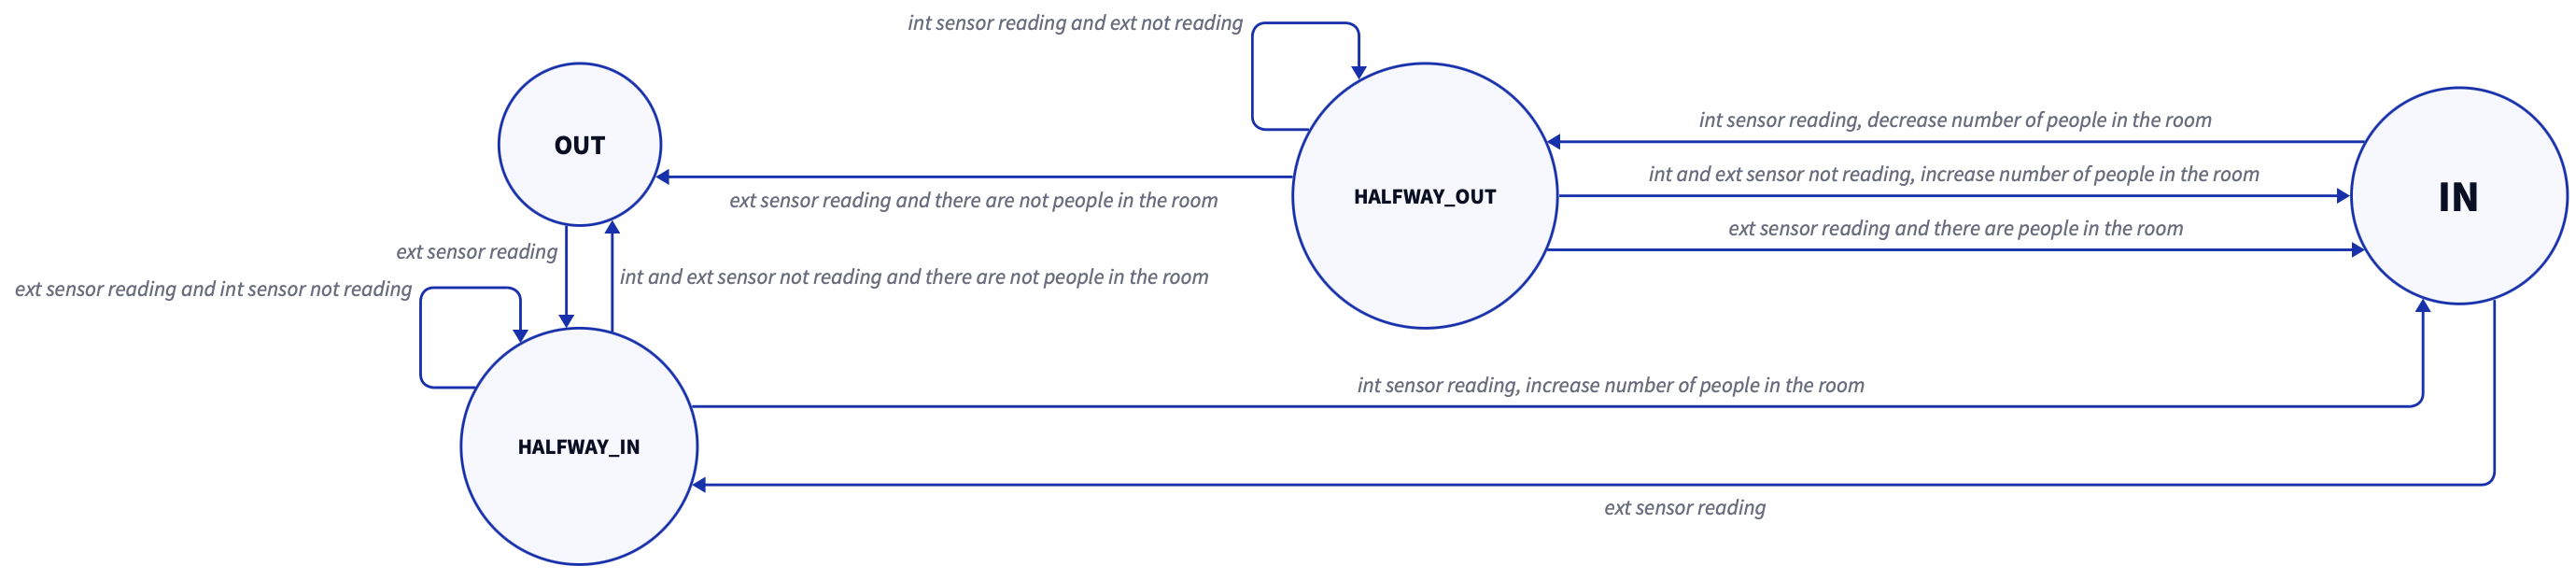 int sensor reading and ext not reading
OUT
HALFWAY_OUT
IN
int sensor reading, decrease number of people in the room
int and ext sensor not reading, increase number of people in the room
ext sensor reading and there are people in the room
ext sensor reading and there are not people in the room
ext sensor reading
int and ext sensor not reading and there are not people in the room
ext sensor reading and int sensor not reading
HALFWAY_IN
int sensor reading, increase number of people in the room
ext sensor reading